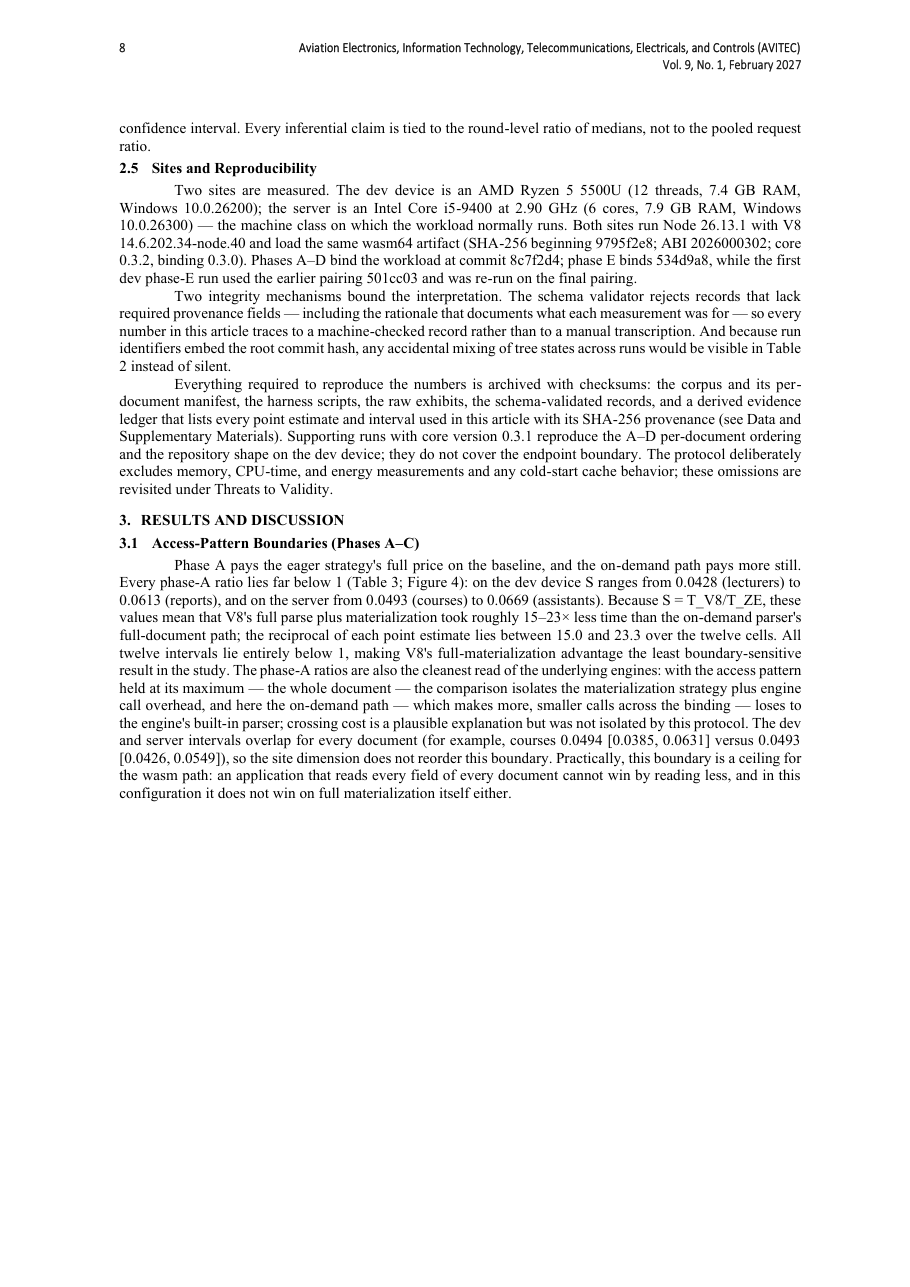 8
Aviation Electronics, Information Technology, Telecommunications, Electricals, and Controls (AVITEC)
Vol. 9, No. 1, February 2027
confidence interval. Every inferential claim is tied to the round-level ratio of medians, not to the pooled request
ratio.
2.5 Sites and Reproducibility
Two sites are measured. The dev device is an AMD Ryzen 5 5500U (12 threads, 7.4 GB RAM,
Windows 10.0.26200); the server is an Intel Core i5-9400 at 2.90 GHz (6 cores, 7.9 GB RAM, Windows
10.0.26300) — the machine class on which the workload normally runs. Both sites run Node 26.13.1 with V8
14.6.202.34-node.40 and load the same wasm64 artifact (SHA-256 beginning 9795f2e8; ABI 2026000302; core
0.3.2, binding 0.3.0). Phases A–D bind the workload at commit 8c7f2d4; phase E binds 534d9a8, while the first
dev phase-E run used the earlier pairing 501cc03 and was re-run on the final pairing.
Two integrity mechanisms bound the interpretation. The schema validator rejects records that lack
required provenance fields — including the rationale that documents what each measurement was for — so every
number in this article traces to a machine-checked record rather than to a manual transcription. And because run
identifiers embed the root commit hash, any accidental mixing of tree states across runs would be visible in Table
2 instead of silent.
Everything required to reproduce the numbers is archived with checksums: the corpus and its per-
document manifest, the harness scripts, the raw exhibits, the schema-validated records, and a derived evidence
ledger that lists every point estimate and interval used in this article with its SHA-256 provenance (see Data and
Supplementary Materials). Supporting runs with core version 0.3.1 reproduce the A–D per-document ordering
and the repository shape on the dev device; they do not cover the endpoint boundary. The protocol deliberately
excludes memory, CPU-time, and energy measurements and any cold-start cache behavior; these omissions are
revisited under Threats to Validity.
3. RESULTS AND DISCUSSION
3.1 Access-Pattern Boundaries (Phases A–C)
Phase A pays the eager strategy's full price on the baseline, and the on-demand path pays more still.
Every phase-A ratio lies far below 1 (Table 3; Figure 4): on the dev device S ranges from 0.0428 (lecturers) to
0.0613 (reports), and on the server from 0.0493 (courses) to 0.0669 (assistants). Because S = T_V8/T_ZE, these
values mean that V8's full parse plus materialization took roughly 15–23× less time than the on-demand parser's
full-document path; the reciprocal of each point estimate lies between 15.0 and 23.3 over the twelve cells. All
twelve intervals lie entirely below 1, making V8's full-materialization advantage the least boundary-sensitive
result in the study. The phase-A ratios are also the cleanest read of the underlying engines: with the access pattern
held at its maximum — the whole document — the comparison isolates the materialization strategy plus engine
call overhead, and here the on-demand path — which makes more, smaller calls across the binding — loses to
the engine's built-in parser; crossing cost is a plausible explanation but was not isolated by this protocol. The dev
and server intervals overlap for every document (for example, courses 0.0494 [0.0385, 0.0631] versus 0.0493
[0.0426, 0.0549]), so the site dimension does not reorder this boundary. Practically, this boundary is a ceiling for
the wasm path: an application that reads every field of every document cannot win by reading less, and in this
configuration it does not win on full materialization itself either.